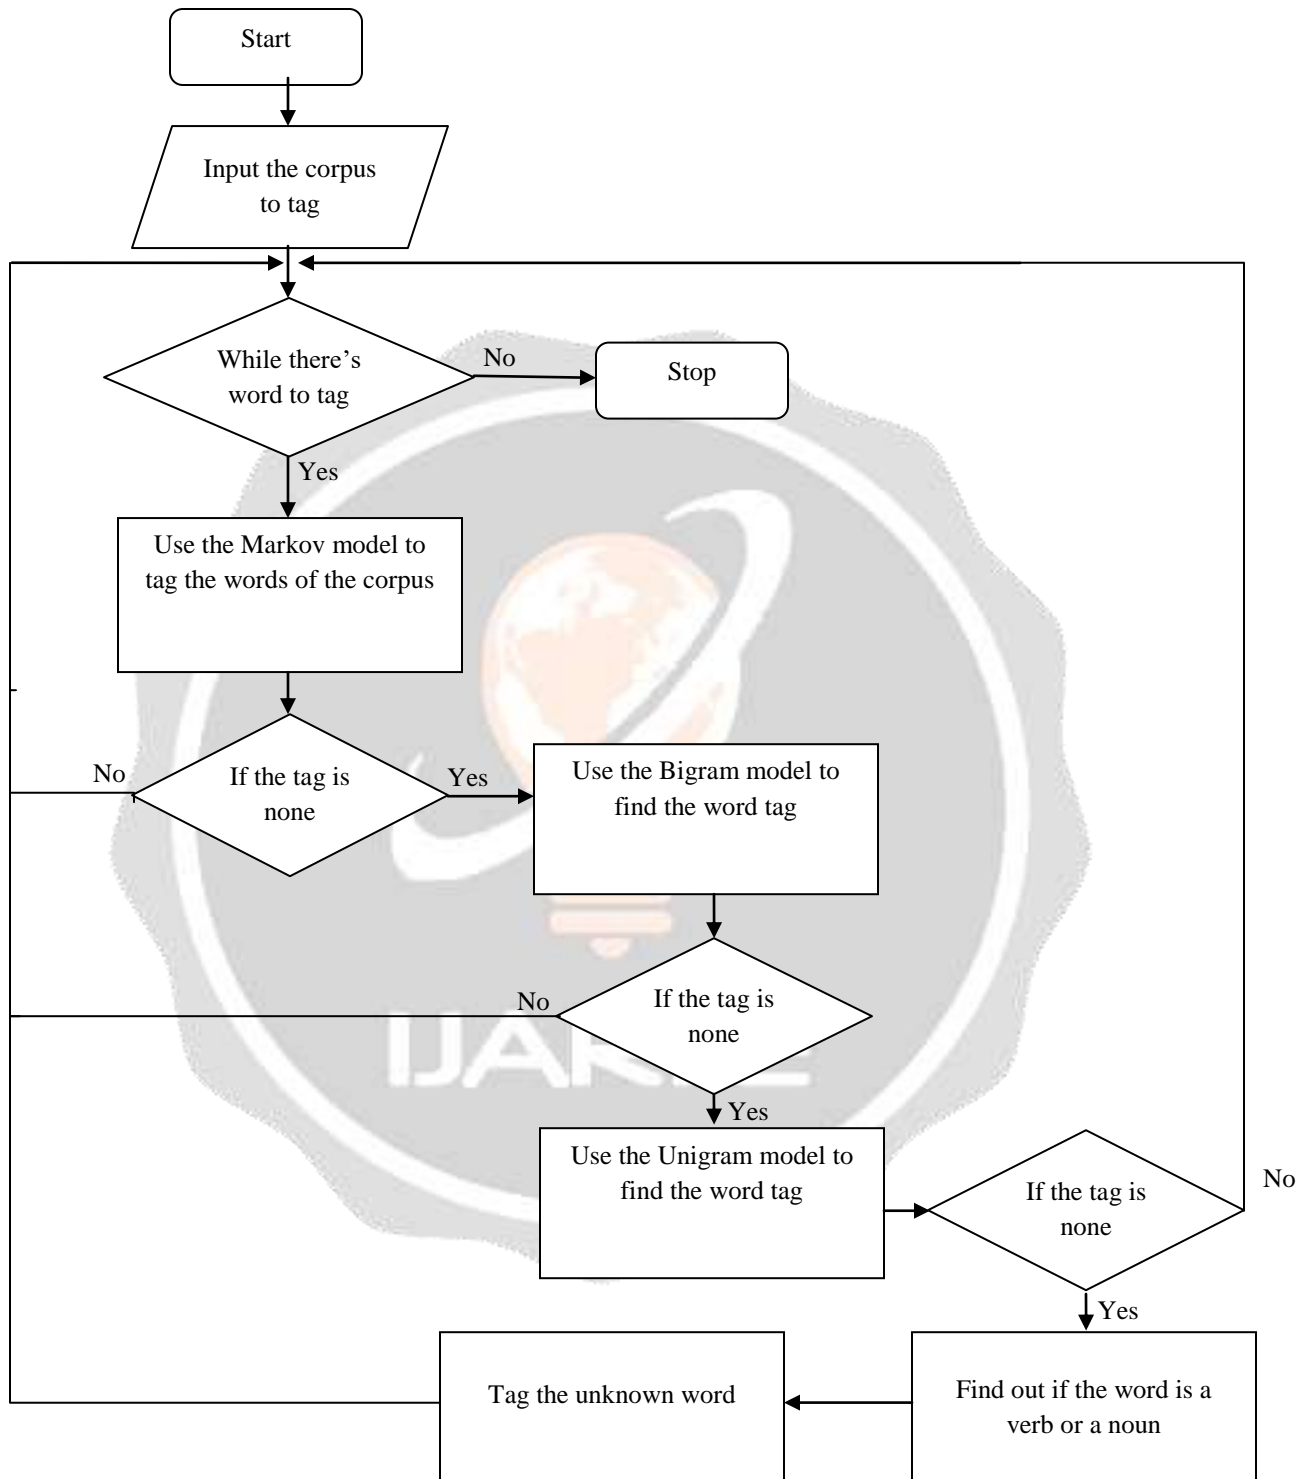 Start
Input the corpus
to tag
While there's
word to tag
No
Stop
Yes
Use the Markov model to
tag the words of the corpus
No
If the tag is
none
Yes
Use the Bigram model to
find the word tag
No
If the tag is
none
Yes
Use the Unigram model to
find the word tag
If the tag is
none
No
Yes
Tag the unknown word
Find out if the word is a
verb or a noun